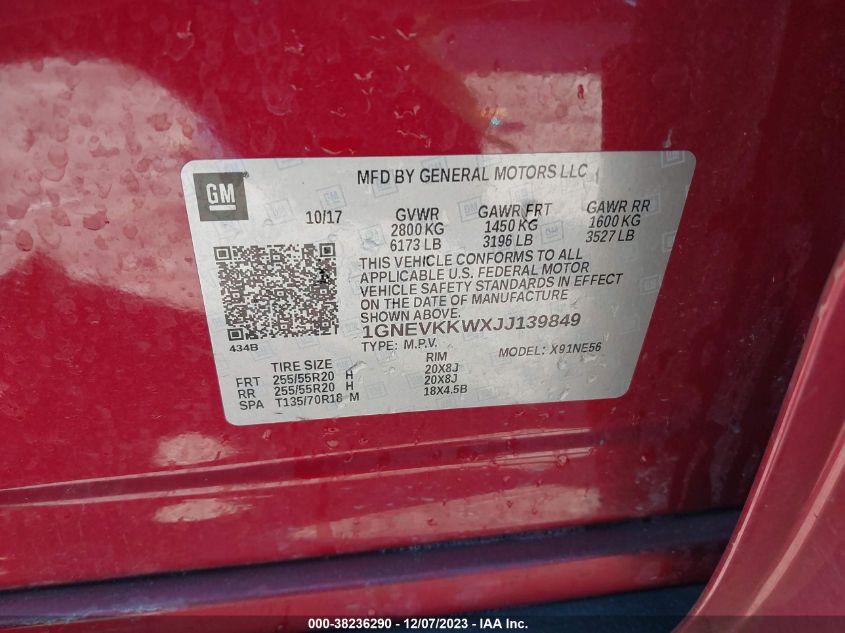 GM
MFD BY GENERAL MOTORS LLC
10/17
GVWR GAWR FRT GAWR RR
2800 KG 1450 KG 1600 KG
6173 LB 3196 LB 3527 LB
THIS VEHICLE CONFORMS TO ALL
APPLICABLE U.S. FEDERAL MOTOR
VEHICLE SAFETY STANDARDS IN EFFECT
ON THE DATE OF MANUFACTURE
SHOWN ABOVE.
1GNEVKKWXJJ139849
434B
TYPE: M.P.V. MODEL: X91NE56
TIRE SIZE RIM
FRT 255/55R20 H 20X8J
RR 255/55R20 H 20X8J
SPA T135/70R18 M 18X4.5B
000-38236290 - 12/07/2023 - IAA Inc.